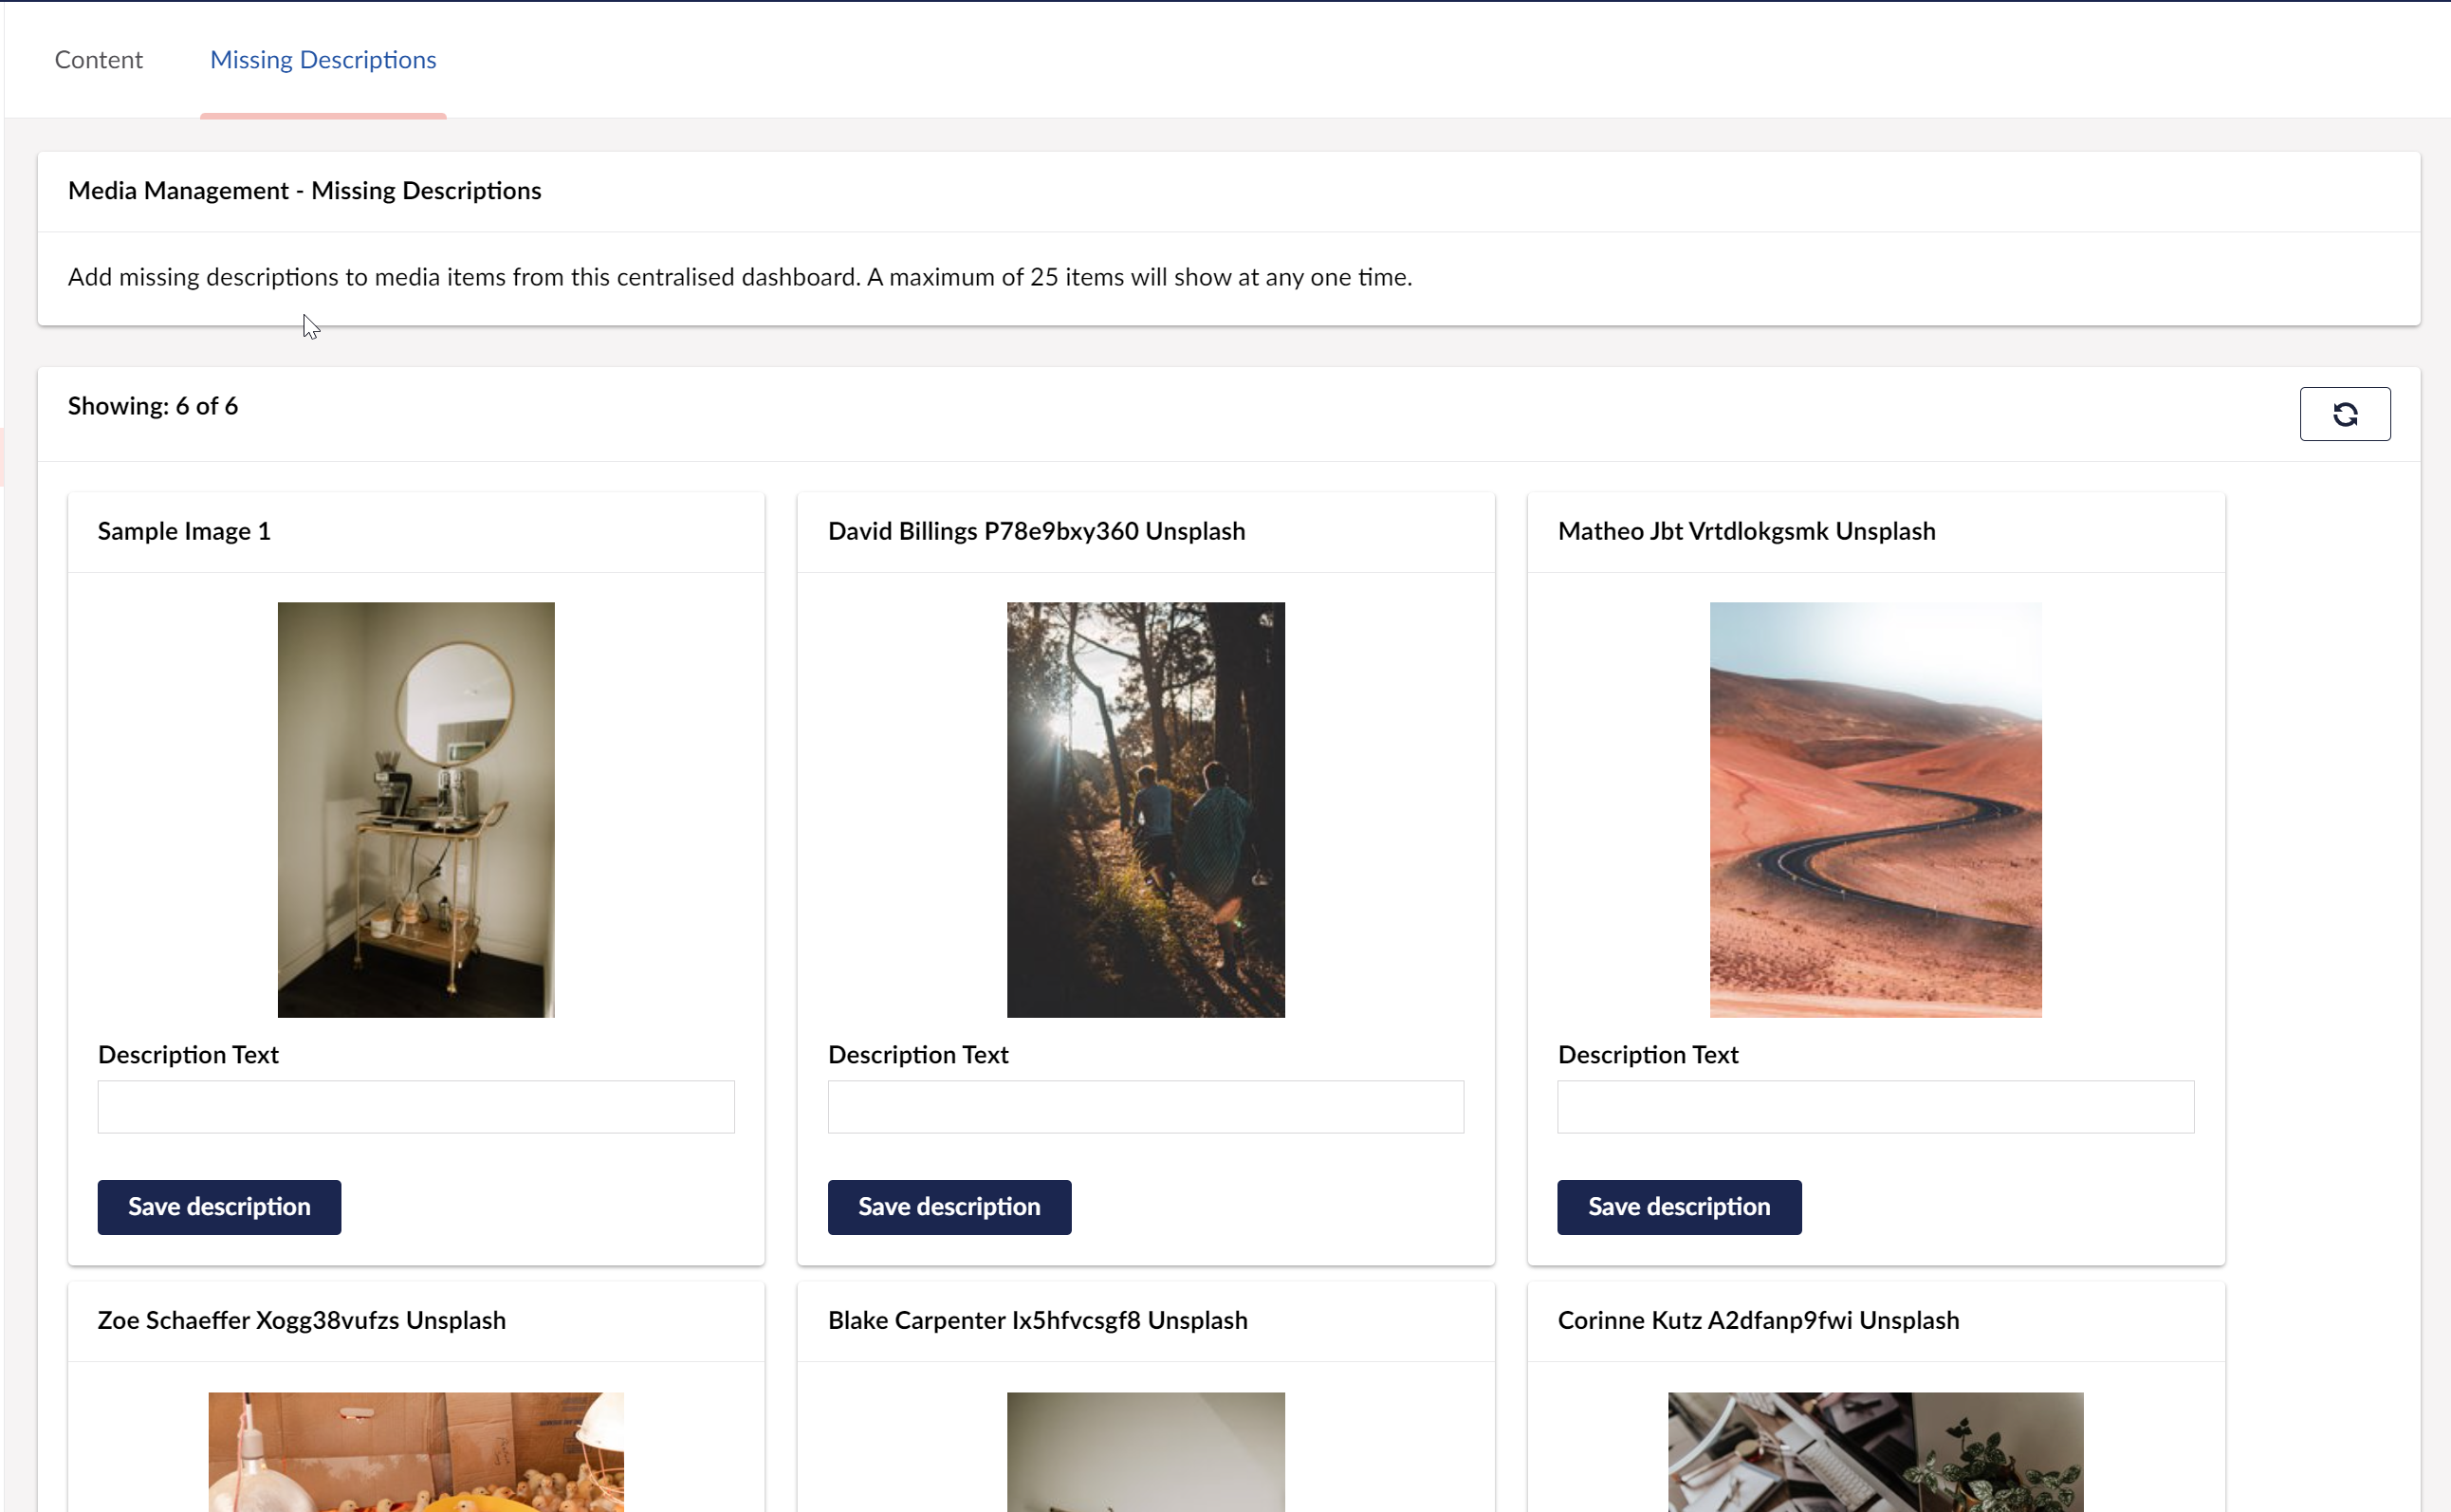 Content
Missing Descriptions
Media Management - Missing Descriptions
Add missing descriptions to media items from this centralised dashboard. A maximum of 25 items will show at any one time.
Showing: 6 of 6
Sample Image 1
David Billings P78e9bxy360 Unsplash
Matheo Jbt Vrtdlokgsmk Unsplash
Description Text
Description Text
Description Text
Save description
Save description
Save description
Zoe Schaeffer Xogg38vufzs Unsplash
Blake Carpenter Ix5hfvcsgf8 Unsplash
Corinne Kutz A2dfanp9fwi Unsplash